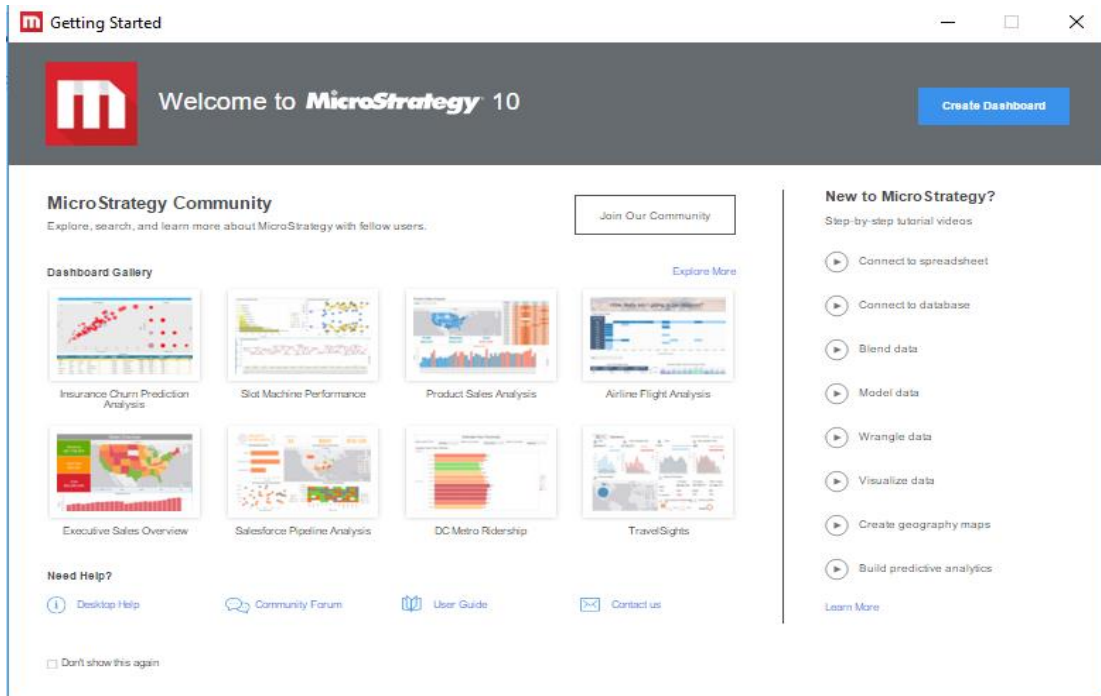 Getting Started
Welcome to MicroStrategy 10
Create Dashboard
MicroStrategy Community
Explore, search, and learn more about MicroStrategy with fellow users.
Join Our Community
Dashboard Gallery
Explore More
Insurance Churn Prediction
Analysis
Slot Machine Performance
Product Sales Analysis
Airline Flight Analysis
Executive Sales Overview
Salesforce Pipeline Analysis
DC Metro Ridership
TravelSights
Need Help?
Desktop Help
Community Forum
User Guide
Contact us
Don't show this again
New to MicroStrategy?
Step-by-step tutorial videos
Connect to spreadsheet
Connect to database
Blend data
Model data
Wrangle data
Visualize data
Create geography maps
Build predictive analytics
Learn More